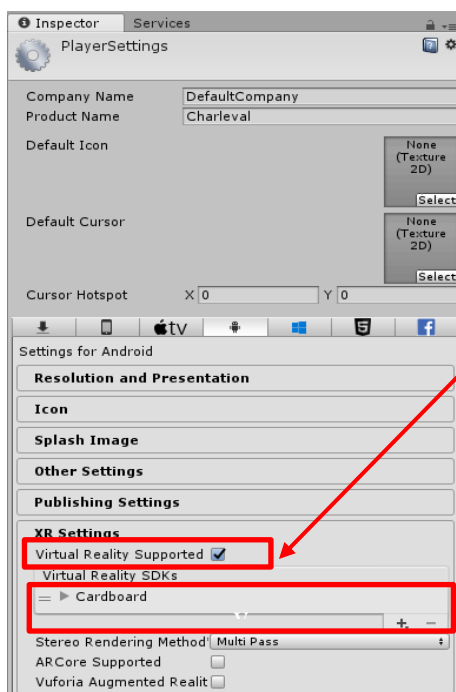 Inspector Services
PlayerSettings
Company Name DefaultCompany
Product Name Charleval
Default Icon None
(Texture
2D)
Select
Default Cursor None
(Texture
2D)
Select
Cursor Hotspot X 0 Y 0
tv
Settings for Android
Resolution and Presentation
Icon
Splash Image
Other Settings
Publishing Settings
XR Settings
Virtual Reality Supported
Virtual Reality SDKs
Cardboard
Stereo Rendering Method Multi Pass
ARCore Supported
Vuforia Augmented Realit